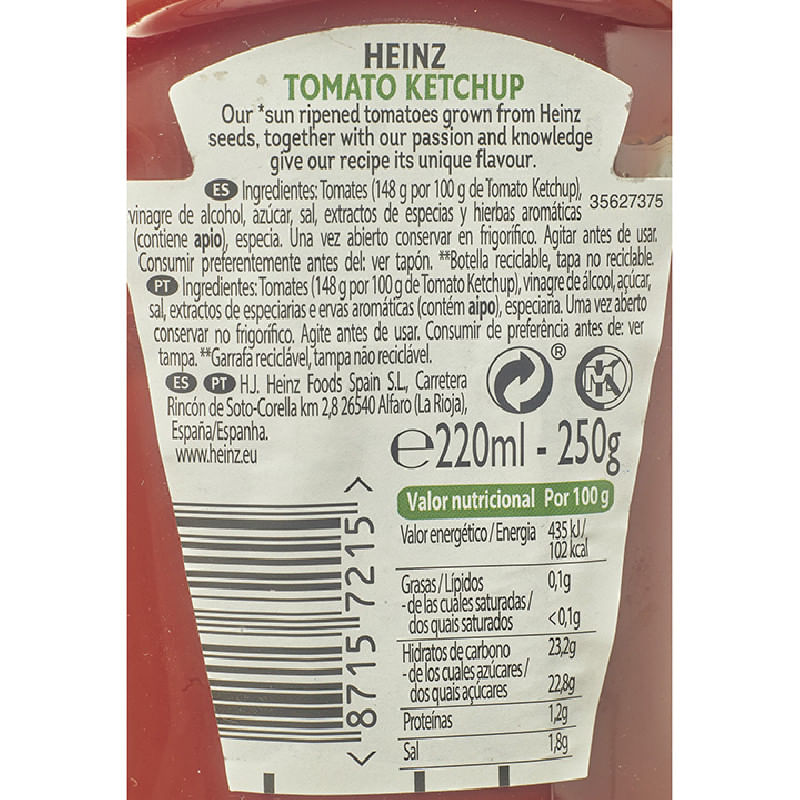 HEINZ
TOMATO KETCHUP
Our *sun ripened tomatoes grown from Heinz
seeds, together with our passion and knowledge
give our recipe its unique flavour.
ES Ingredientes: Tomates (148 g por 100 g de Tomato Ketchup),
vinagre de alcohol, azúcar, sal, extractos de especias y hierbas aromáticas
35627375
(contiene apio), especia. Una vez abierto conservar en frigorífico. Agitar antes de usar.
Consumir preferentemente antes del: ver tapón. **Botella reciclable, tapa no reciclable.
PT Ingredientes: Tomates (148 g por 100 g de Tomato Ketchup), vinagre de álcool, açúcar,
sal, extractos de especiarias e ervas aromáticas (contém aipo), especiaria. Uma vez aberto
conservar no frigorífico. Agite antes de usar. Consumir de preferência antes de: ver
tampa. **Garrafa reciclável, tampa não reciclável.
ES PT H.J. Heinz Foods Spain S.L., Carretera
Rincón de Soto-Corella km 2,8 26540 Alfaro (La Rioja),
España/Espanha.
www.heinz.eu
®
℮220ml - 250g
Valor nutricional Por 100 g
Valor energético/Energia 435 kJ/
102 kcal
Grasas/Lípidos 0,1g
- de las cuales saturadas/
dos quais saturados <0,1g
Hidratos de carbono 23,2g
- de los cuales azúcares/
dos quais açúcares 22,8g
Proteínas 1,2g
Sal 1,8g
< 8715 7215 >